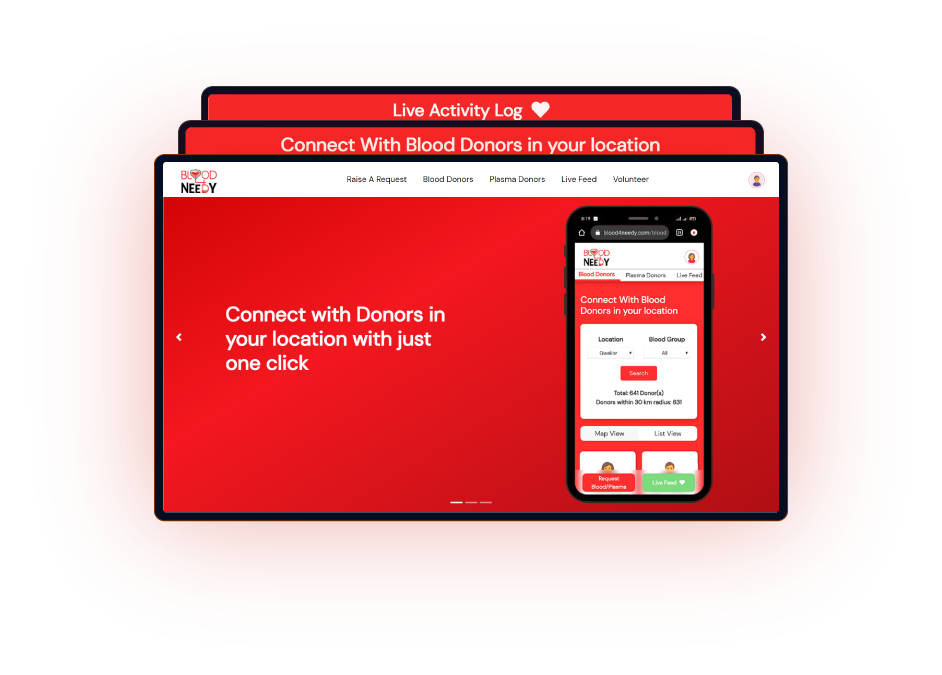 Live Activity Log
Connect With Blood Donors in your location
BLOOD
NEEDY
Raise A Request
Blood Donors
Plasma Donors
Live Feed
Volunteer
Connect with Donors in
your location with just
one click
8:19
blood4needy.com/blood
BLOOD
NEEDY
Blood Donors
Plasma Donors
Live Feed
Connect With Blood
Donors in your location
Location
Blood Group
Gwalior
All
Search
Total: 641 Donor(s)
Donors within 30 km radius: 631
Map View
List View
Request
Blood/Plasma
Live Feed